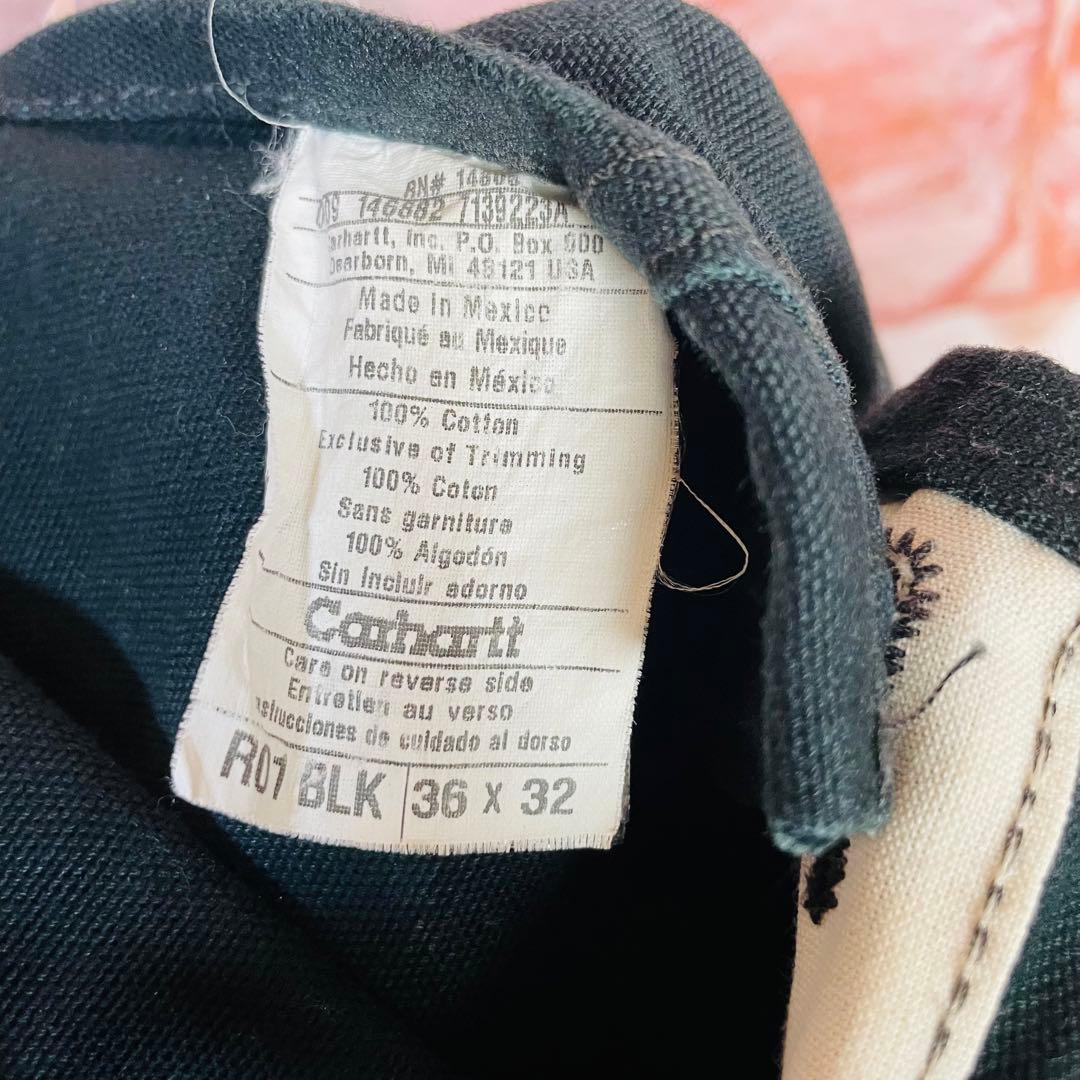 RN# 14806
069 146682 7139223A
Carhartt, Inc. P.O. Box 600
Dearborn, MI 48121 USA
Made in Mexico
Fabriqué au Mexique
Hecho en México
100% Cotton
Exclusive of Trimming
100% Coton
Sans garniture
100% Algodón
Sin Incluir adorno
Carhartt
Care on reverse side
Entretien au verso
Instrucciones de cuidado al dorso
R01 BLK 36 X 32